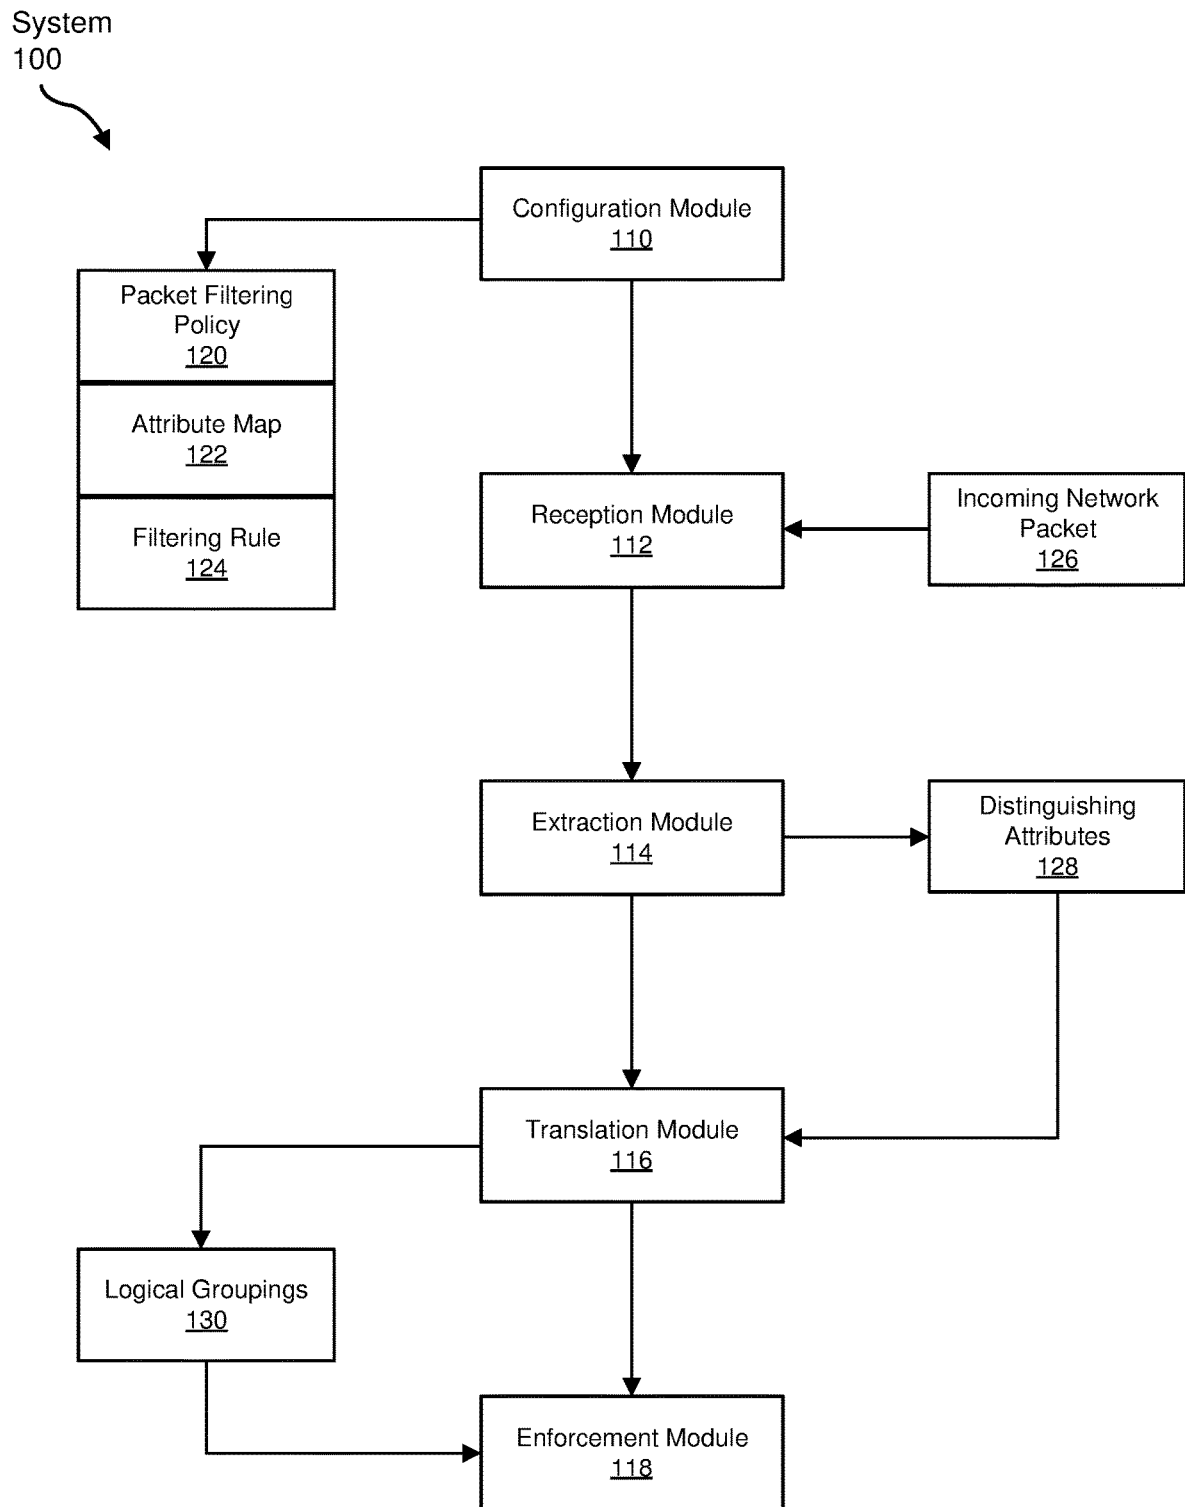 System
100
Configuration Module
110
Packet Filtering
Policy
120
Attribute Map
122
Filtering Rule
124
Reception Module
112
Incoming Network
Packet
126
Extraction Module
114
Distinguishing
Attributes
128
Translation Module
116
Logical Groupings
130
Enforcement Module
118